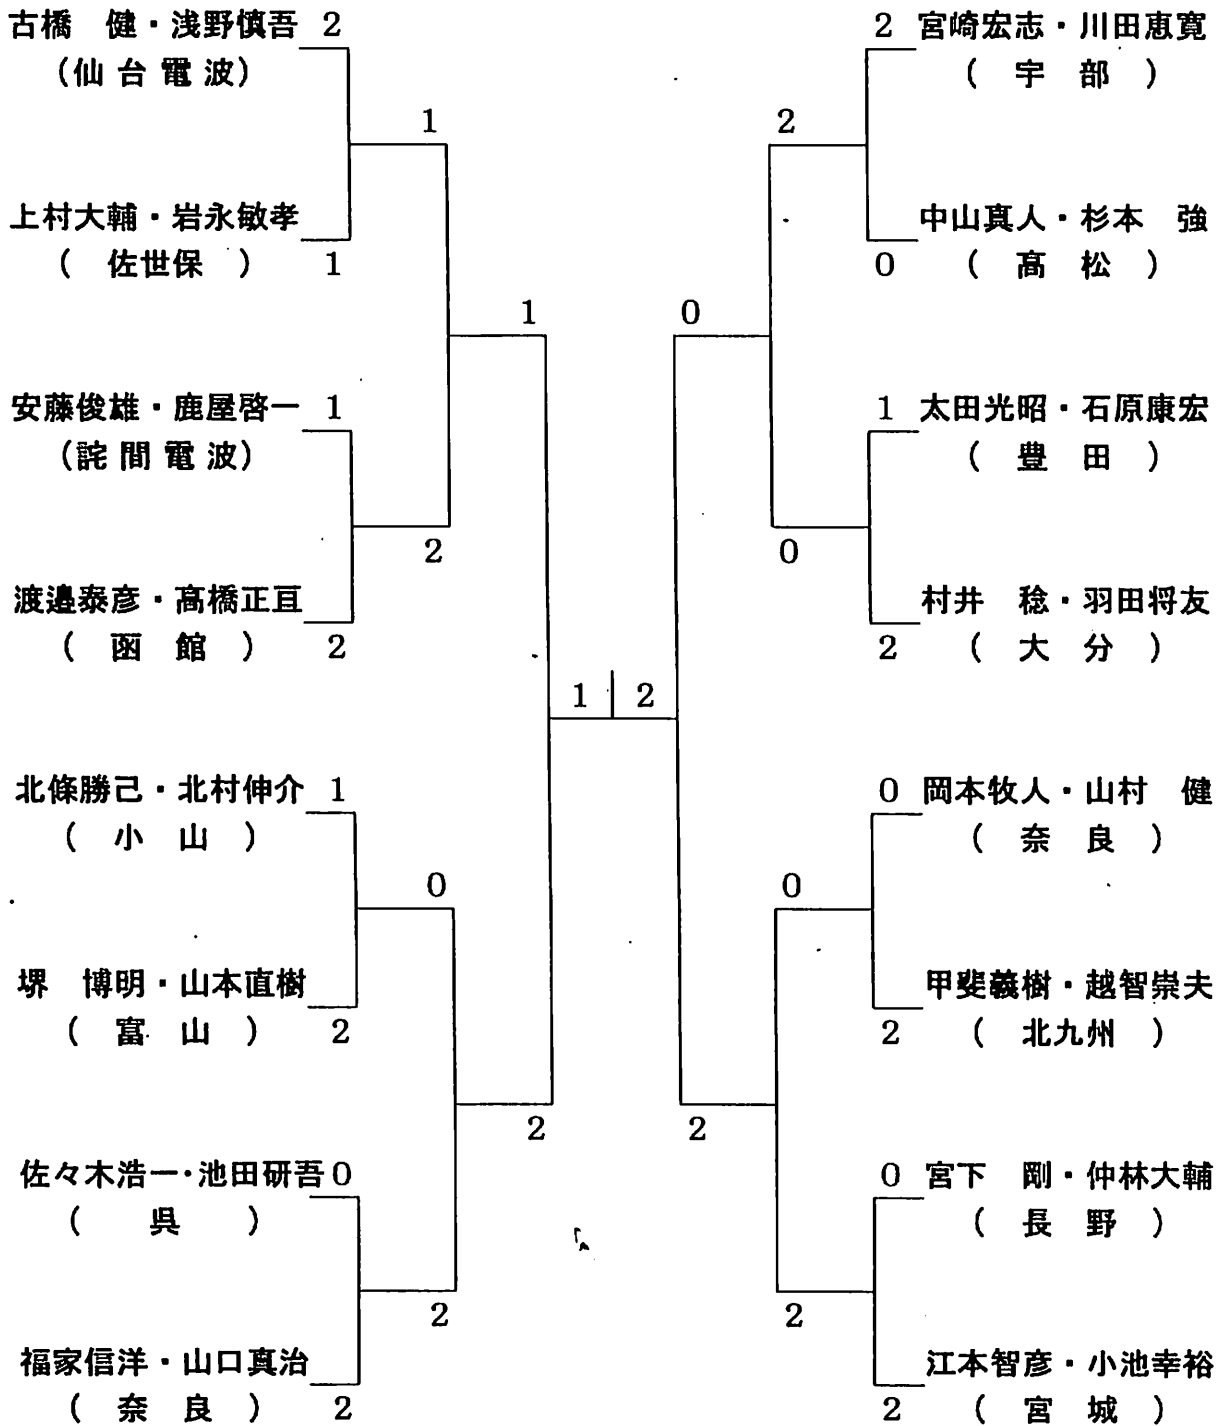 古橋　健・浅野慎吾 2
(仙台電波)
1
上村大輔・岩永敏孝
(佐世保) 1
1
安藤俊雄・鹿屋啓一 1
(詫間電波)
2
渡邉泰彦・高橋正亘
(函館) 2
北條勝己・北村伸介 1
(小山)
0
堺　博明・山本直樹
(富山) 2
2
佐々木浩一・池田研吾 0
(呉)
2
福家信洋・山口真治
(奈良) 2
1 2
2 宮崎宏志・川田恵寛
(宇部)
2
中山真人・杉本　強
0 (高松)
0
1 太田光昭・石原康宏
(豊田)
0
村井　稔・羽田将友
2 (大分)
0 岡本牧人・山村　健
(奈良)
0
甲斐義樹・越智崇夫
2 (北九州)
2
0 宮下　剛・仲林大輔
(長野)
2
江本智彦・小池幸裕
2 (宮城)